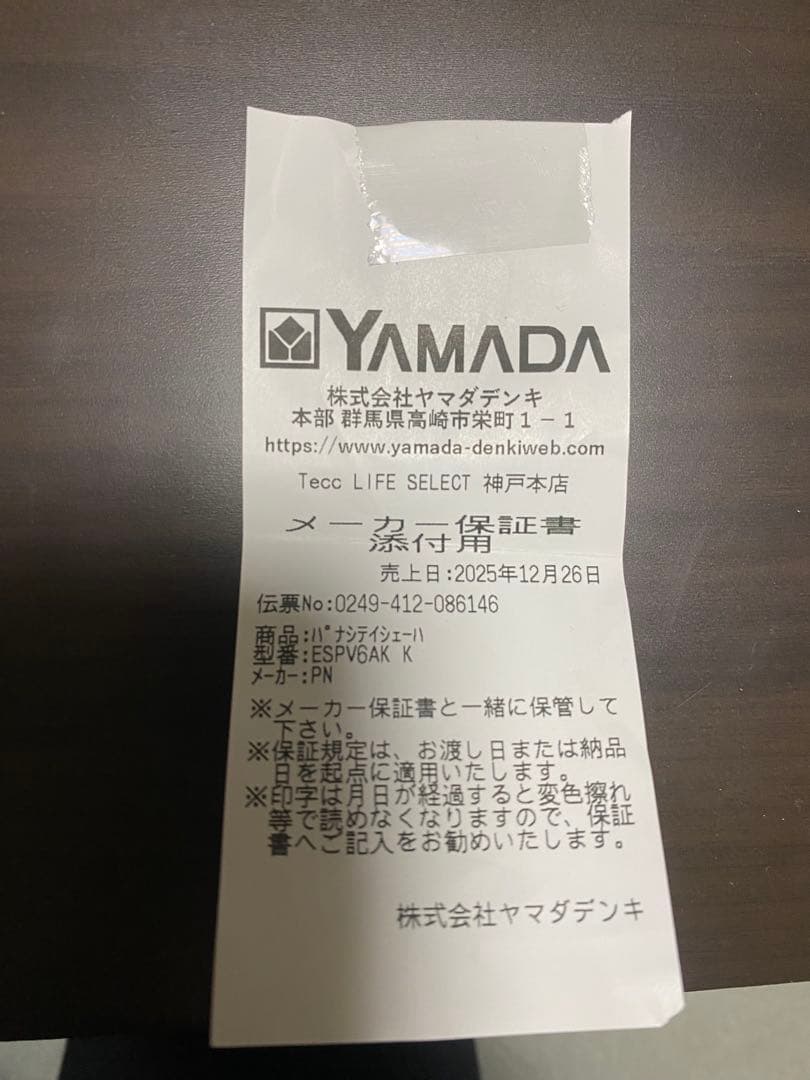 YAMADA
株式会社ヤマダデンキ
本部 群馬県高崎市栄町1-1
https://www.yamada-denkiweb.com
Tecc LIFE SELECT 神戸本店
メーカー保証書
添付用
売上日:2025年12月26日
伝票No:0249-412-086146
商品:ﾊﾟﾅｼﾃｲｼｪｰﾊ
型番:ESPV6AK K
ﾒｰｶｰ:PN
※メーカー保証書と一緒に保管して
下さい。
※保証規定は、お渡し日または納品
日を起点に適用いたします。
※印字は月日が経過すると変色擦れ
等で読めなくなりますので、保証
書へご記入をお勧めいたします。
株式会社ヤマダデンキ